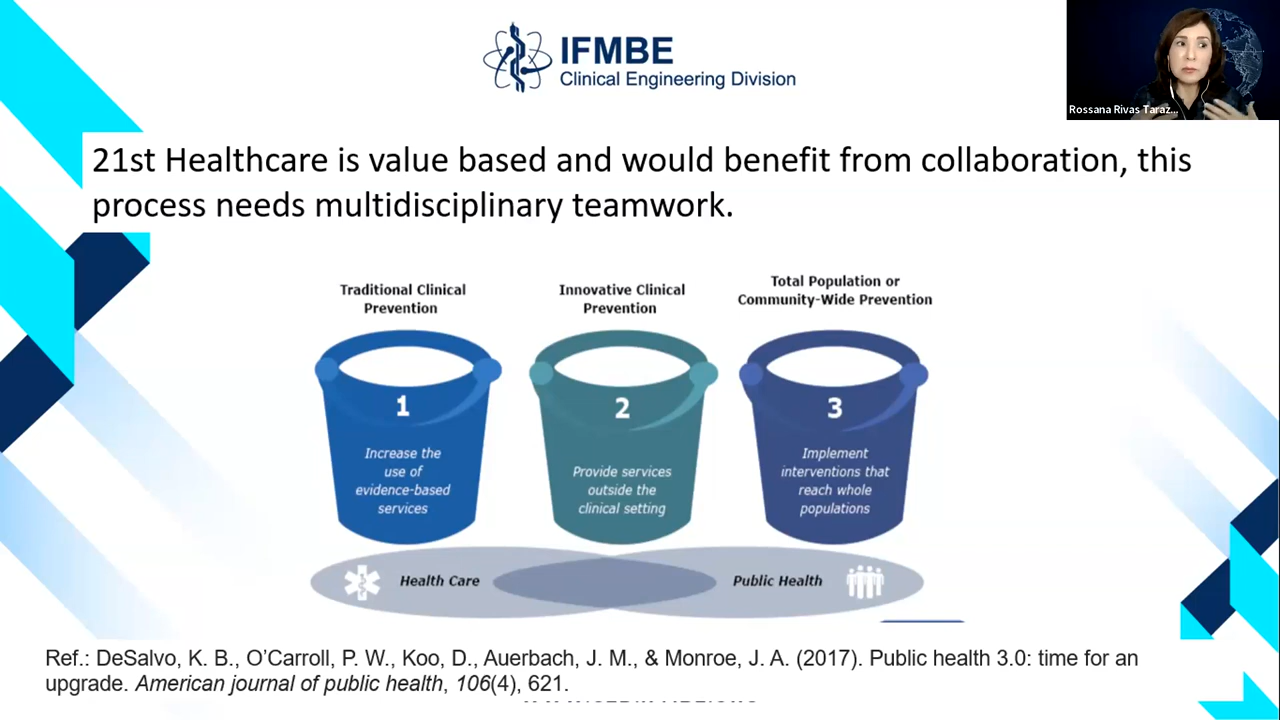 IFMBE
Clinical Engineering Division
Rossana Rivas Taraz...
21st Healthcare is value based and would benefit from collaboration, this
process needs multidisciplinary teamwork.
Traditional Clinical
Prevention
Innovative Clinical
Prevention
Total Population or
Community-Wide Prevention
1
Increase the
use of
evidence-based
services
2
Provide services
outside the
clinical setting
3
Implement
interventions that
reach whole
populations
Health Care
Public Health
Ref.: DeSalvo, K. B., O’Carroll, P. W., Koo, D., Auerbach, J. M., & Monroe, J. A. (2017). Public health 3.0: time for an
upgrade. American journal of public health, 106(4), 621.